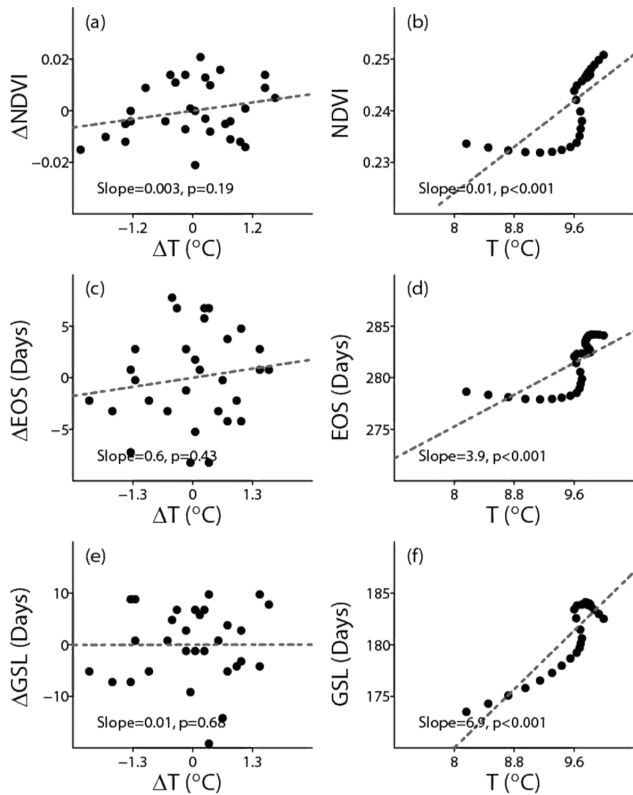 (a)
ΔNDVI
0.02
0
−0.02
Slope=0.003, p=0.19
−1.2 0 1.2
ΔT (°C)
(b)
NDVI
0.25
0.24
0.23
Slope=0.01, p<0.001
8 8.8 9.6
T (°C)
(c)
ΔEOS (Days)
5
0
−5
Slope=0.6, p=0.43
−1.3 0 1.3
ΔT (°C)
(d)
EOS (Days)
285
280
275
Slope=3.9, p<0.001
8 8.8 9.6
T (°C)
(e)
ΔGSL (Days)
10
0
−10
Slope=0.01, p=0.68
−1.3 0 1.3
ΔT (°C)
(f)
GSL (Days)
185
180
175
Slope=6.9, p<0.001
8 8.8 9.6
T (°C)